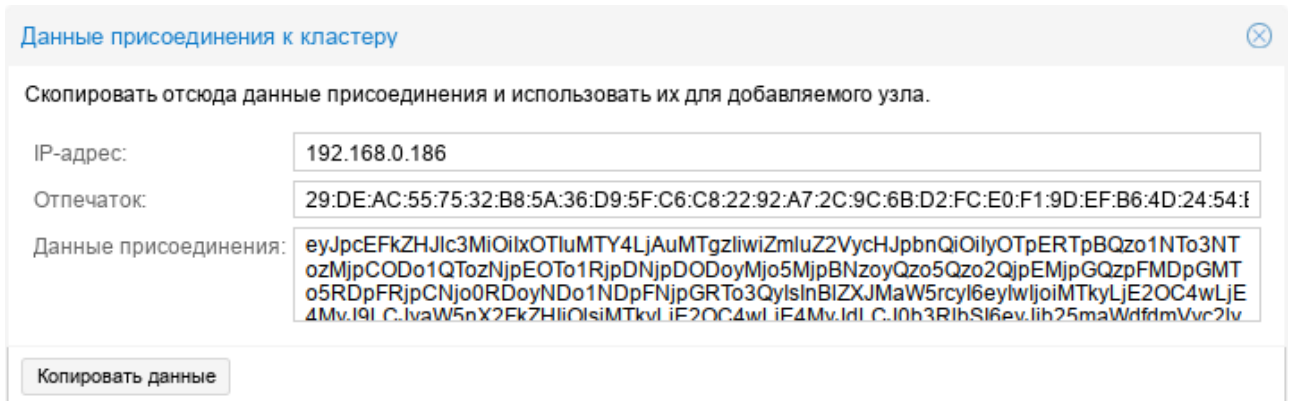 Данные присоединения к кластеру
Скопировать отсюда данные присоединения и использовать их для добавляемого узла.
IP-адрес: 192.168.0.186
Отпечаток: 29:DE:AC:55:75:32:B8:5A:36:D9:5F:C6:C8:22:92:A7:2C:9C:6B:D2:FC:E0:F1:9D:EF:B6:4D:24:54:E
Данные присоединения: eyJpcEFkZHJlc3MiOiIxOTIuMTY4LjAuMTgzIiwiZmluZ2VycHJpbnQiOiIyOTpERTpBQzo1NTo3NT
ozMjpCODo1QTozNjpEOTo1RjpDNjpDODoyMjo5MjpBNzoyQzo5Qzo2QjpEMjpGQzpFMDpGMT
o5RDpFRjpCNjo0RDoyNDo1NDpFNjpGRTo3QyIsInBlZXJMaW5rcyI6eyIwIjoiMTkyLjE2OC4wLjE
4MyJ9LCJyaW5nX2FkZHIiOlsiMTkyLjE2OC4wLjE4MyJdLCJ0b3RlbSI6eyJjb25maWdfdmVyc2lv
Копировать данные